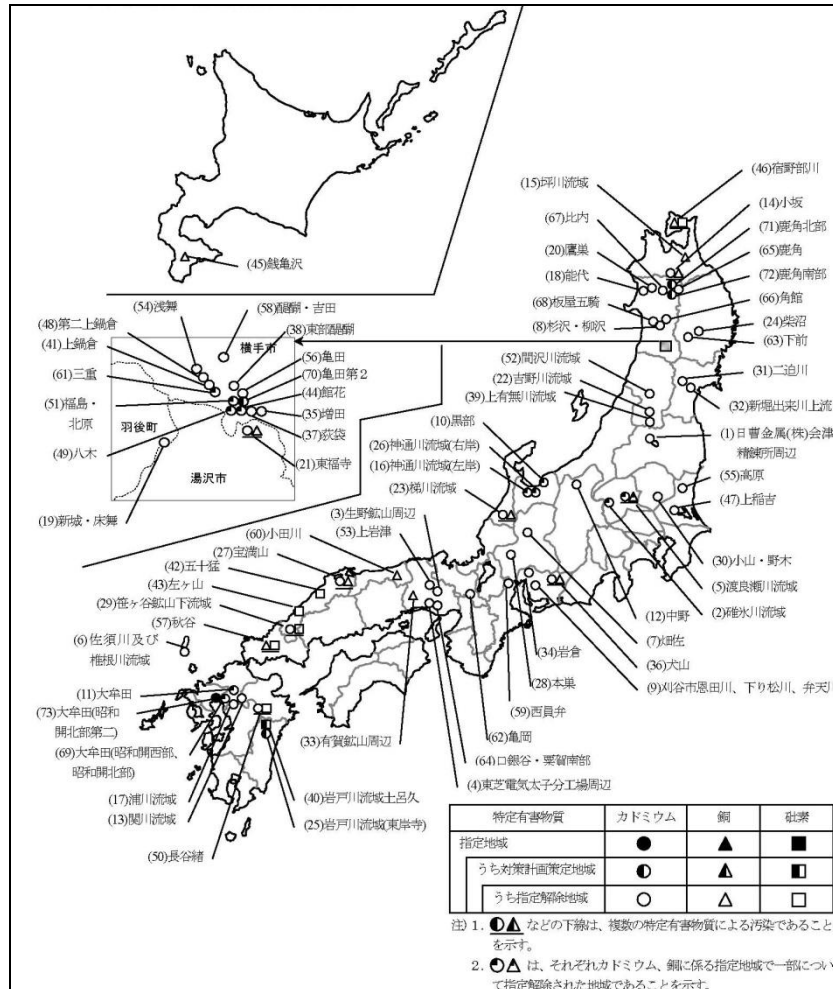 (46)宿野部川
(15)坪川流域
(14)小坂
(67)比内
(71)鹿角北部
(20)鷹巣
(65)鹿角
(18)能代
(72)鹿角南部
(68)板屋五騎
(66)角館
(8)杉沢・柳沢
(24)柴沼
(63)下前
(45)銭亀沢
(54)浅舞
(58)醍醐・吉田
(48)第二上鍋倉
(38)東部醍醐
(41)上鍋倉
横手市
(61)三重
(56)亀田
(70)亀田第2
(51)福島・
北原
(44)館花
(35)増田
羽後町
(37)荻袋
(49)八木
(21)東福寺
湯沢市
(19)新城・床舞
(52)間沢川流域
(31)二迫川
(22)吉野川流域
(39)上有無川流域
(32)新堀出来川上流
(10)黒部
(1)日曹金属(株)会津
精錬所周辺
(26)神通川流域(右岸)
(16)神通川流域(左岸)
(55)高原
(23)梯川流域
(47)上稲吉
(3)生野鉱山周辺
(53)上岩津
(60)小田川
(27)宝満山
(30)小山・野木
(42)五十猛
(5)渡良瀬川流域
(43)左ヶ山
(2)碓氷川流域
(29)笹ヶ谷鉱山下流域
(12)中野
(57)秋谷
(7)畑佐
(6)佐須川及び
椎根川流域
(34)岩倉
(36)犬山
(28)本巣
(9)刈谷市恩田川、下り松川、弁天川
(11)大牟田
(59)西員弁
(73)大牟田(昭和
開北部第二)
(33)有賀鉱山周辺
(62)亀岡
(69)大牟田(昭和開西部、
昭和開北部)
(64)口銀谷・粟賀南部
(4)東芝電気太子分工場周辺
(17)浦川流域
(40)岩戸川流域土呂久
(13)関川流域
(25)岩戸川流域(東岸寺)
(50)長谷緒
特定有害物質 カドミウム 銅 砒素
指定地域 ● ▲ ■
うち対策計画策定地域 ◐ ◭ ◧
うち指定解除地域 ○ △ □
注) 1. ◐◭ などの下線は、複数の特定有害物質による汚染であること
を示す。
2. ◔△ は、それぞれカドミウム、銅に係る指定地域で一部につい
て指定解除された地域であることを示す。